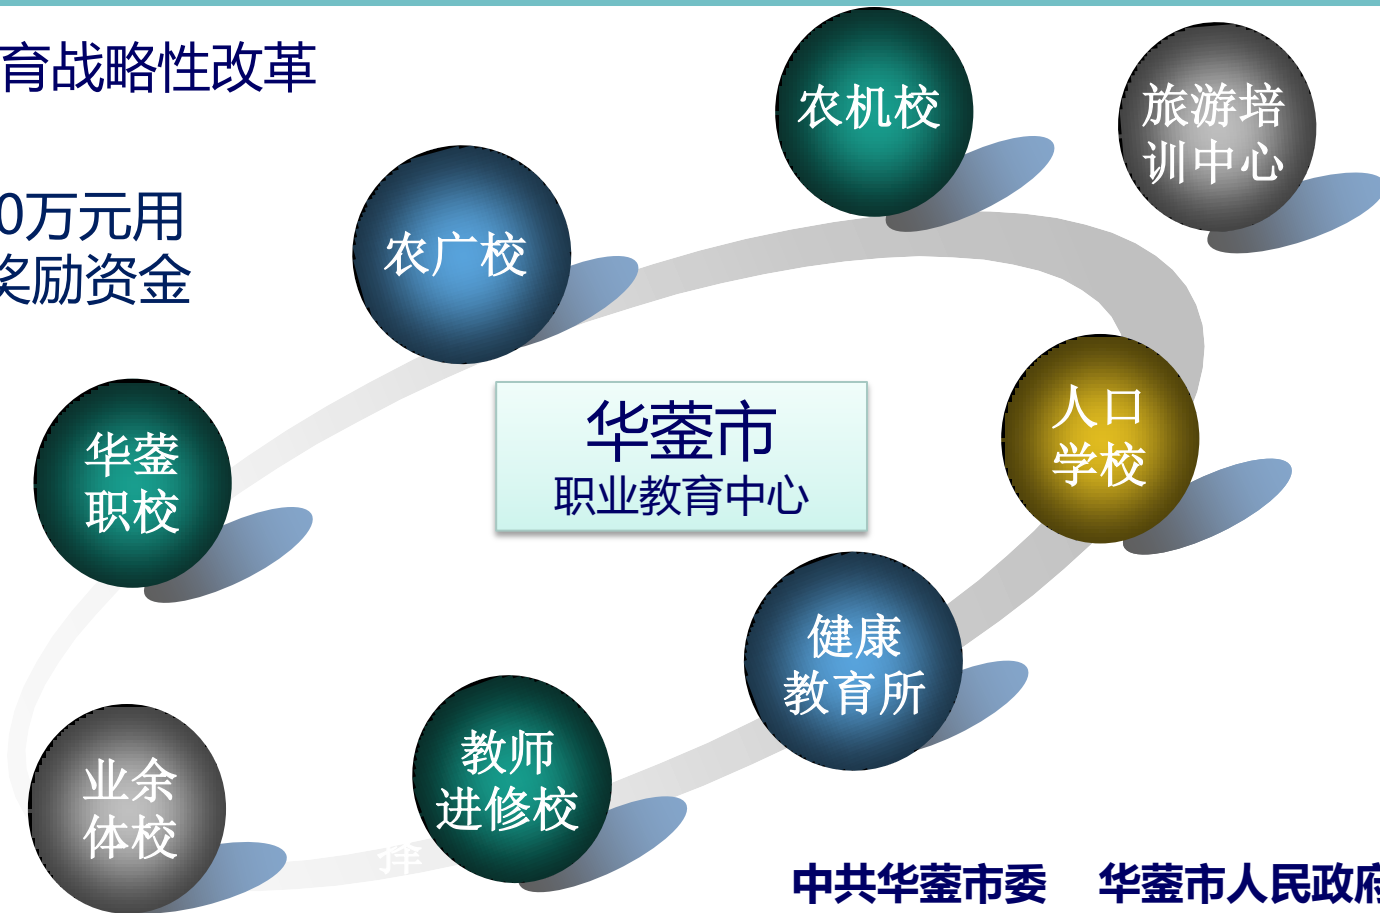 育战略性改革
农机校
旅游培
训中心
0万元用
奖励资金
农广校
华蓥市
职业教育中心
人口
学校
华蓥
职校
健康
教育所
教师
进修校
业余
体校
择
中共华蓥市委 华蓥市人民政府